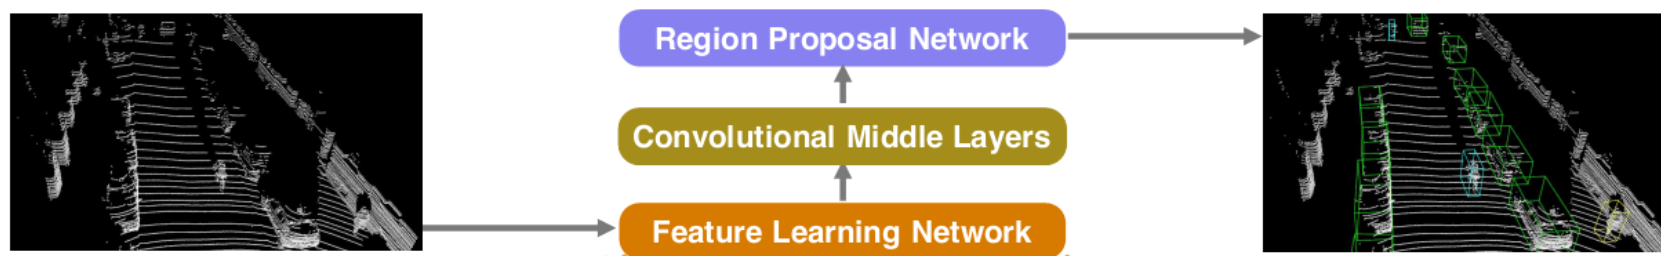 Region Proposal Network
Convolutional Middle Layers
Feature Learning Network